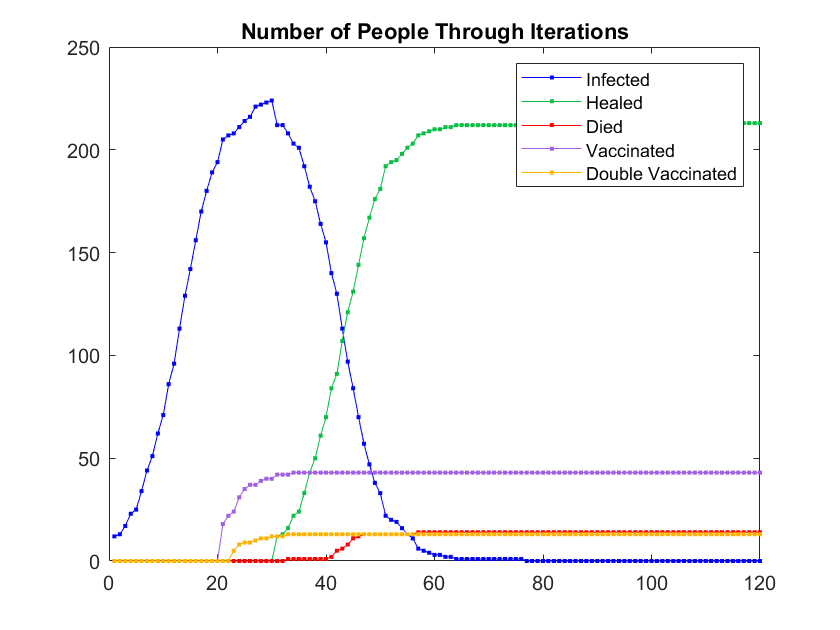 Number of People Through Iterations
250
200
150
100
50
0
0 20 40 60 80 100 120
Infected
Healed
Died
Vaccinated
Double Vaccinated